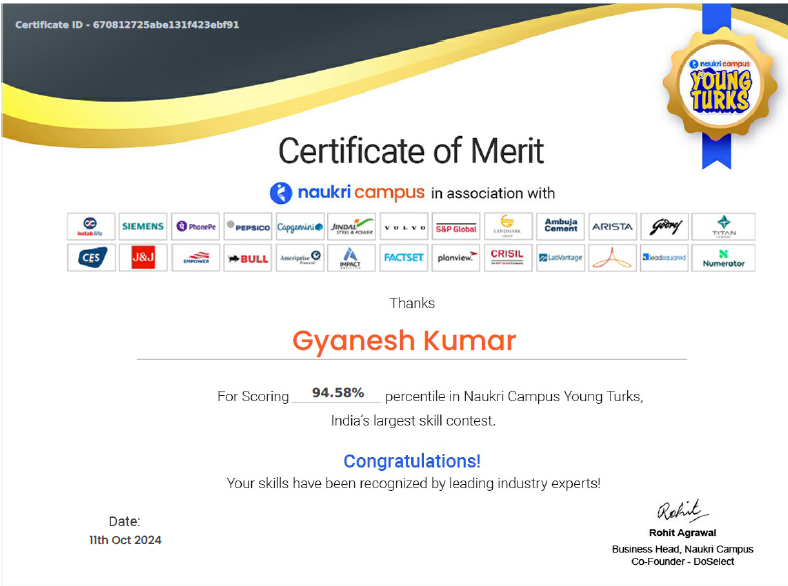 Certificate ID - 670812725abe131f423ebf91
naukri campus
YOUNG
TURKS
Certificate of Merit
naukri campus in association with
kotak life SIEMENS PhonePe PEPSICO Capgemini JINDAL STEEL & POWER VOLVO S&P Global LANDMARK GROUP Ambuja Cement ARISTA Godrej TITAN COMPANY
CES J&J EMPOWER BULL Ameriprise Financial IMPACT ANALYTICS FACTSET planview. CRISIL LabVantage leadsquared Numerator
Thanks
Gyanesh Kumar
For Scoring 94.58% percentile in Naukri Campus Young Turks,
India's largest skill contest.
Congratulations!
Your skills have been recognized by leading industry experts!
Date:
11th Oct 2024
Rohit
Rohit Agrawal
Business Head, Naukri Campus
Co-Founder - DoSelect